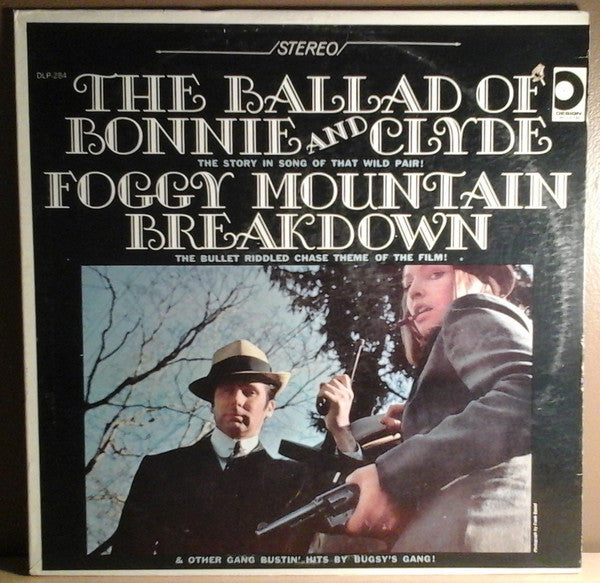 STEREO
DLP-284
THE BALLAD OF
BONNIE AND CLYDE
DESIGN
THE STORY IN SONG OF THAT WILD PAIR!
FOGGY MOUNTAIN
BREAKDOWN
THE BULLET RIDDLED CHASE THEME OF THE FILM!
& OTHER GANG BUSTIN' HITS BY BUGSY'S GANG!